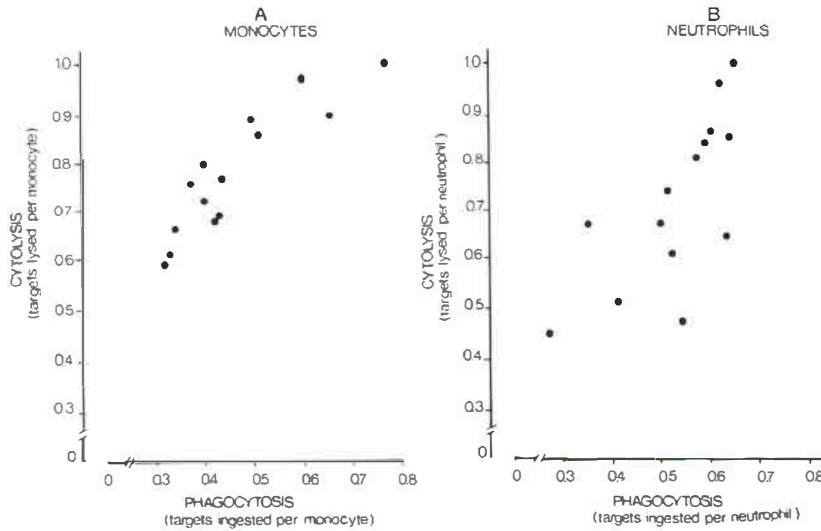 A
MONOCYTES
1.0
0.9
0.8
0.7
0.6
0.5
0.4
0.3
0
CYTOLYSIS
(targets lysed per monocyte)
0 0.3 0.4 0.5 0.6 0.7 0.8
PHAGOCYTOSIS
(targets ingested per monocyte)
B
NEUTROPHILS
1.0
0.9
0.8
0.7
0.6
0.5
0.4
0.3
0
CYTOLYSIS
(targets lysed per neutrophil)
0 0.3 0.4 0.5 0.6 0.7 0.8
PHAGOCYTOSIS
(targets ingested per neutrophil)